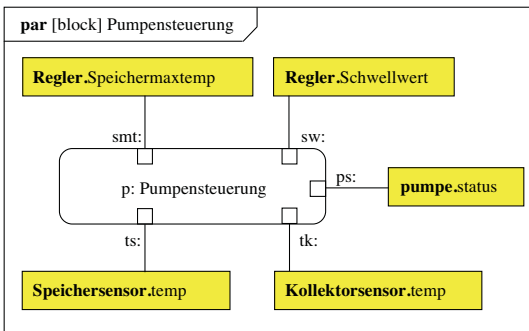 par [block] Pumpensteuerung
Regler.Speichermaxtemp
Regler.Schwellwert
smt:
sw:
p: Pumpensteuerung
ps:
pumpe.status
ts:
tk:
Speichersensor.temp
Kollektorsensor.temp